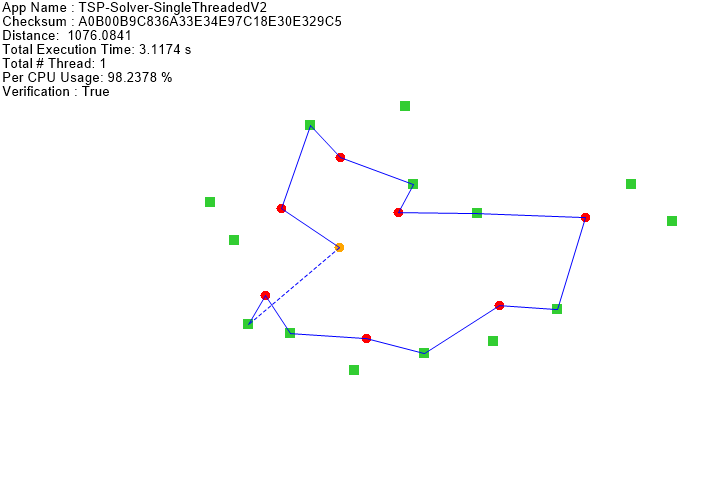 App Name : TSP-Solver-SingleThreadedV2
Checksum : A0B00B9C836A33E34E97C18E30E329C5
Distance: 1076.0841
Total Execution Time: 3.1174 s
Total # Thread: 1
Per CPU Usage: 98.2378 %
Verification : True